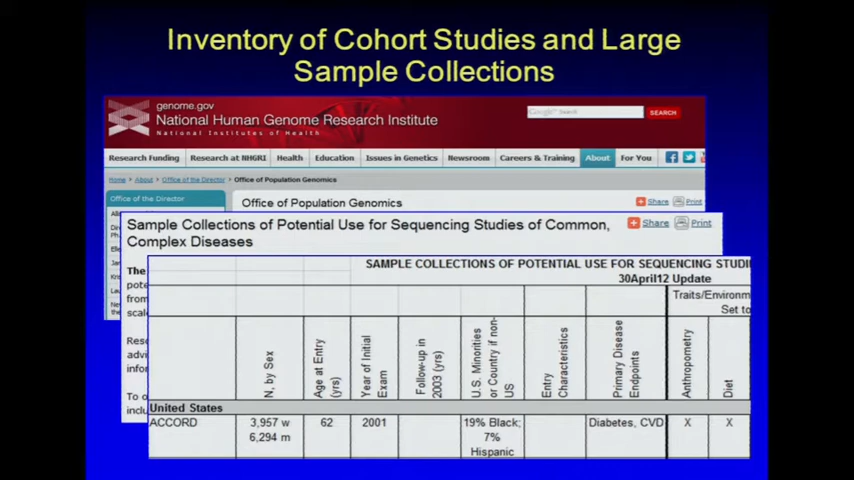 Inventory of Cohort Studies and Large
Sample Collections
genome.gov
National Human Genome Research Institute
National Institutes of Health
Google Search
SEARCH
Research Funding Research at NHGRI Health Education Issues in Genetics Newsroom Careers & Training About For You
Home > About > Office of the Director > Office of Population Genomics
Office of the Director
Office of Population Genomics
Share Print
Sample Collections of Potential Use for Sequencing Studies of Common,
Complex Diseases
Share Print
The
from
SAMPLE COLLECTIONS OF POTENTIAL USE FOR SEQUENCING
30April12 Update
Set to
N, by Sex
Age at Entry
(yrs)
Year of Initial
Exam
Follow-up in
2003 (yrs)
U.S. Minorities
or Country if non-
US
Entry
Characteristics
Primary Disease
Endpoints
Anthropometry
Diet
United States
ACCORD 3,957 w 62 2001 19% Black; Diabetes, CVD X X
6,294 m 7%
Hispanic